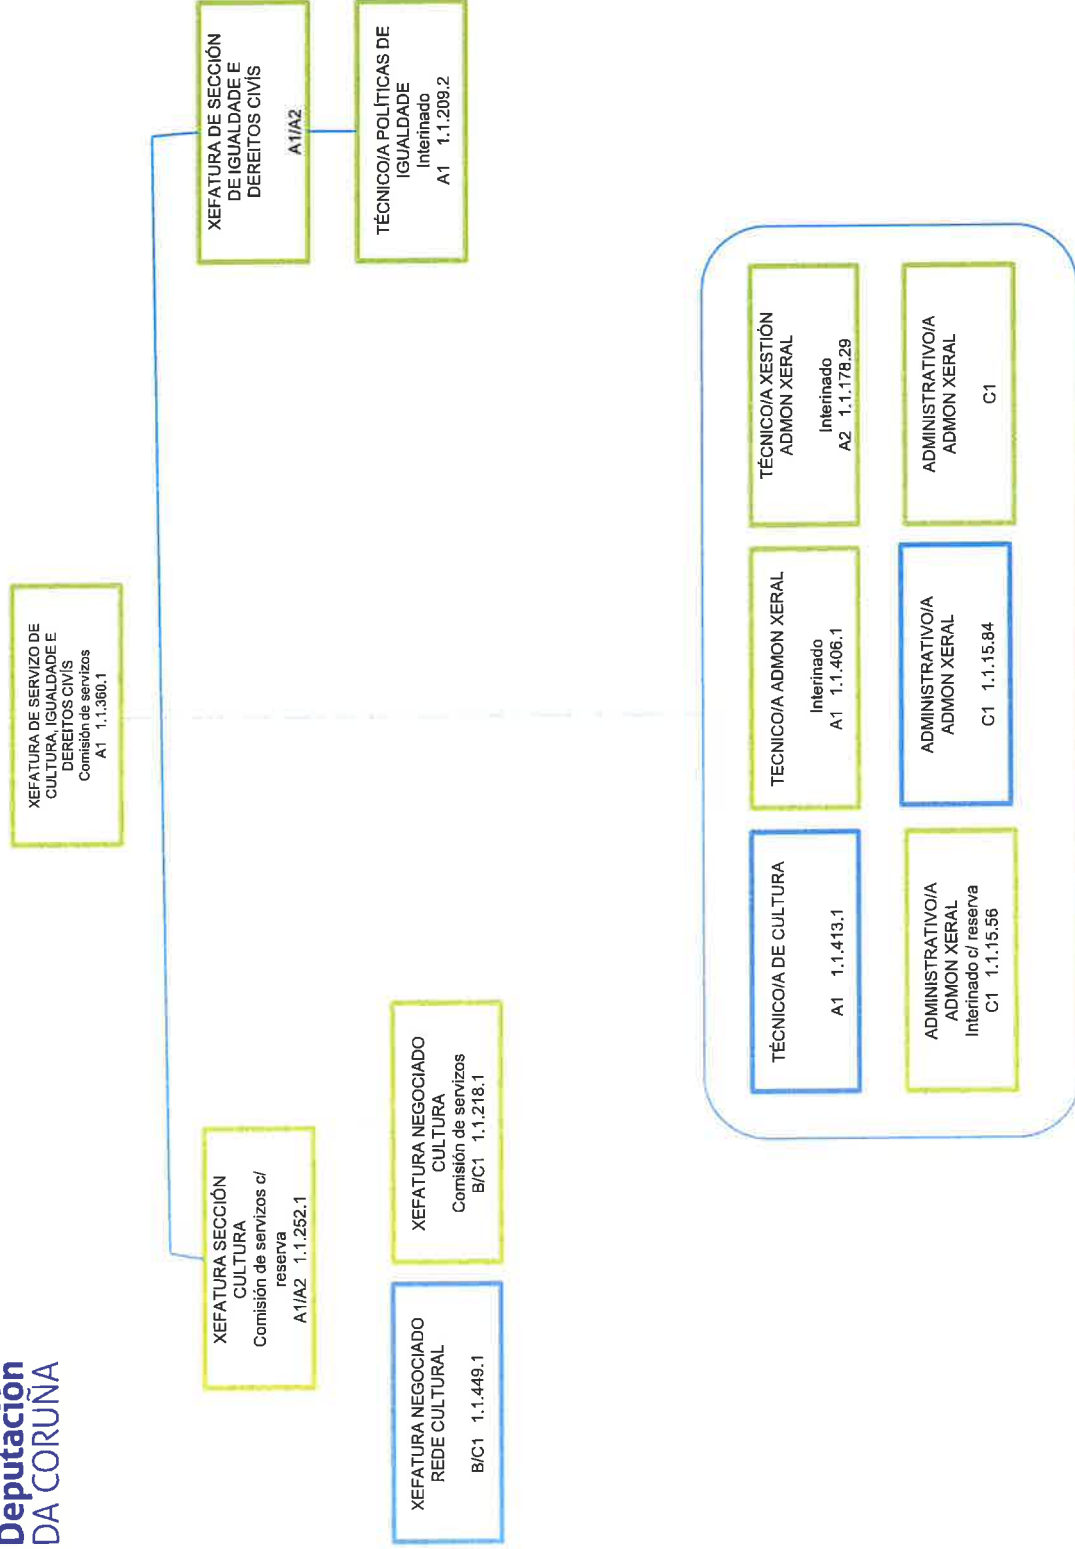 Deputación
DA CORUÑA
XEFATURA DE SERVIZO DE
CULTURA, IGUALDADE E
DEREITOS CIVÍS
Comisión de servizos
A1 1.1.360.1
XEFATURA SECCIÓN
CULTURA
Comisión de servizos c/
reserva
A1/A2 1.1.252.1
XEFATURA DE SECCIÓN
DE IGUALDADE E
DEREITOS CIVÍS
A1/A2
XEFATURA NEGOCIADO
REDE CULTURAL
B/C1 1.1.449.1
XEFATURA NEGOCIADO
CULTURA
Comisión de servizos
B/C1 1.1.218.1
TÉCNICO/A POLÍTICAS DE
IGUALDADE
Interinado
A1 1.1.209.2
TÉCNICO/A DE CULTURA
A1 1.1.413.1
TECNICO/A ADMON XERAL
Interinado
A1 1.1.406.1
TÉCNICO/A XESTIÓN
ADMON XERAL
Interinado
A2 1.1.178.29
ADMINISTRATIVO/A
ADMON XERAL
Interinado c/ reserva
C1 1.1.15.56
ADMINISTRATIVO/A
ADMON XERAL
C1 1.1.15.84
ADMINISTRATIVO/A
ADMON XERAL
C1